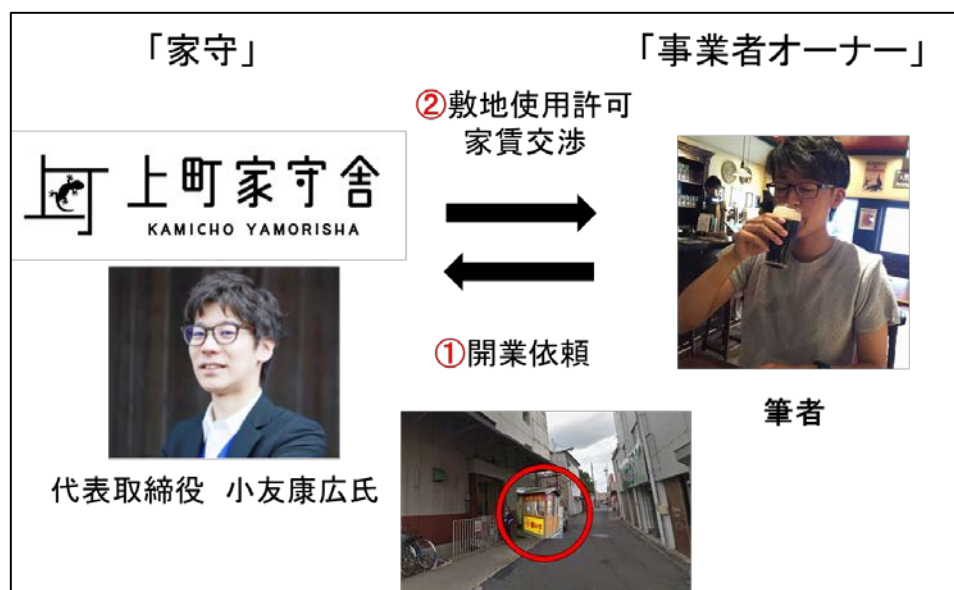 「家守」
「事業者オーナー」
②敷地使用許可
家賃交渉
上町家守舎
KAMICHO YAMORISHA
①開業依頼
筆者
代表取締役 小友康広氏